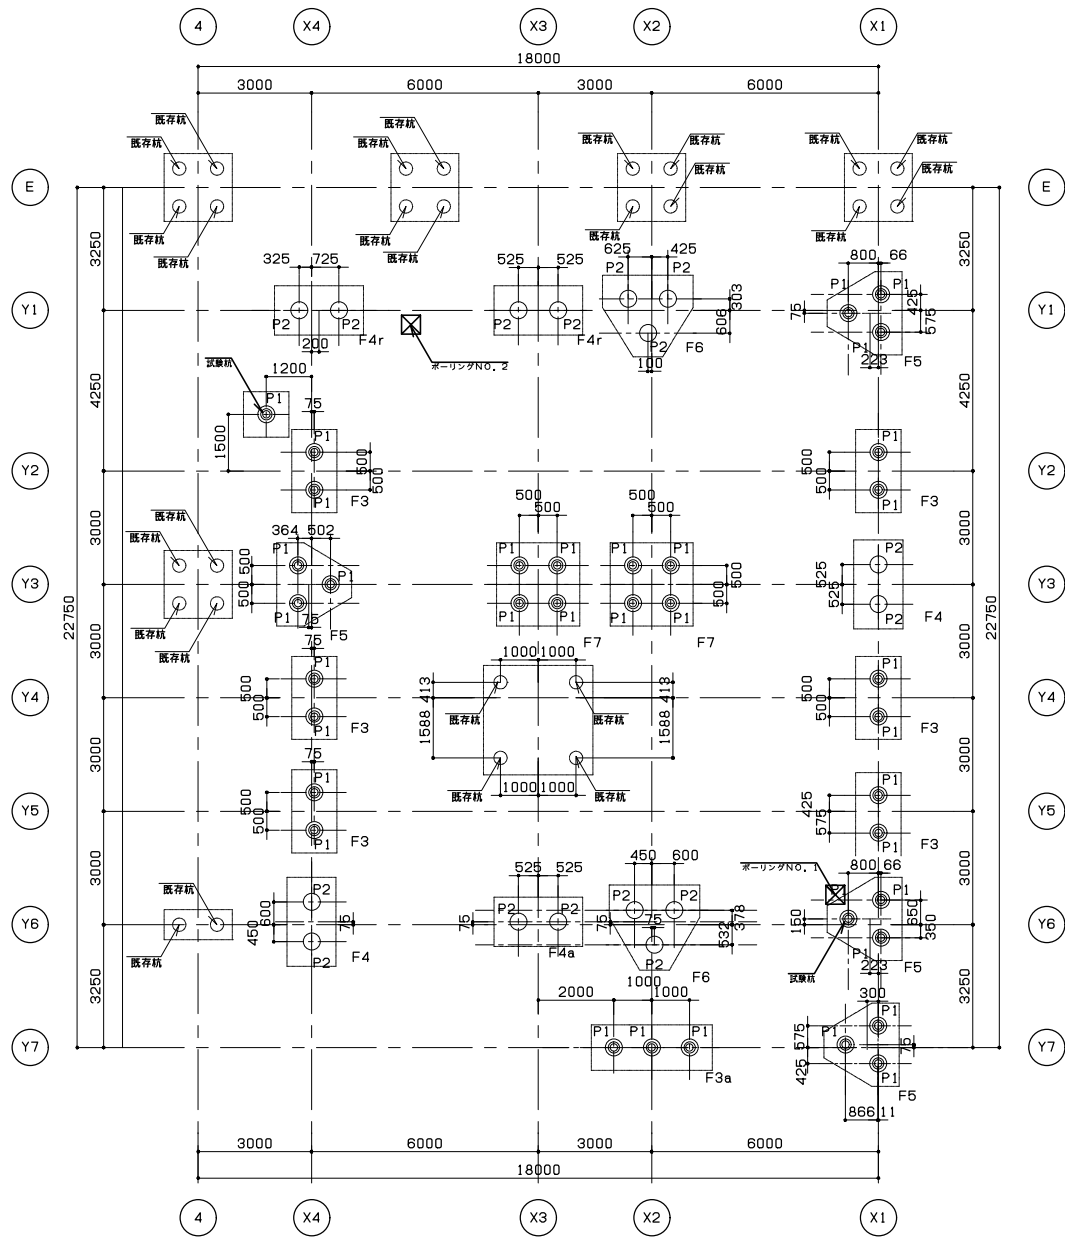 4 X4 X3 X2 X1
18000
3000 6000 3000 6000
既存杭 既存杭 既存杭 既存杭 既存杭 既存杭 既存杭 既存杭
既存杭 既存杭
E E
既存杭 既存杭 既存杭 既存杭
既存杭 既存杭
3250 3250
325 725 525 525 625 425 800 66
P2 P2 P1
Y1 P2 P2 P2 P2 303 606 75 425 575 Y1
200 F4r F4r P2 F6 P1 223 F5
100
試験杭 ボーリングNO. 2
1200
4250 4250
P1 75
1500
P1 P1
Y2 500 500 500 500 Y2
P1 F3 P1 F3
500 500 500 500
既存杭
既存杭 364 502
3000 3000
P1 P1 P1 P1 P1 P2
Y3 500 500 P1 500 500 525 525 Y3
P1 P1 P1 P1 P1 P2 F4
既存杭 75 F5 F7 F7
既存杭
22750 22750
3000 3000
75 1000 1000
P1 413 413 P1
Y4 500 500 500 500 Y4
P1 F3 既存杭 既存杭 P1 F3
1588 1588
3000 3000
75
P1 既存杭 1000 1000 既存杭 P1
Y5 500 500 425 575 Y5
P1 F3 P1 F3
3000 3000
ボーリングNO. 1
525 525 450 600 800 66
既存杭 P2 P2 P2 P2 P2 P1 P1
Y6 600 450 75 75 75 75 378 532 150 550 350 Y6
既存杭 P2 F4 F4a P2 F6 P1 223 F5
試験杭
3250 3250
1000
2000 1000 300
P1 P1 P1 P1 P1
Y7 575 425 75 Y7
F3a P1 F5
866 11
3000 6000 3000 6000
18000
4 X4 X3 X2 X1